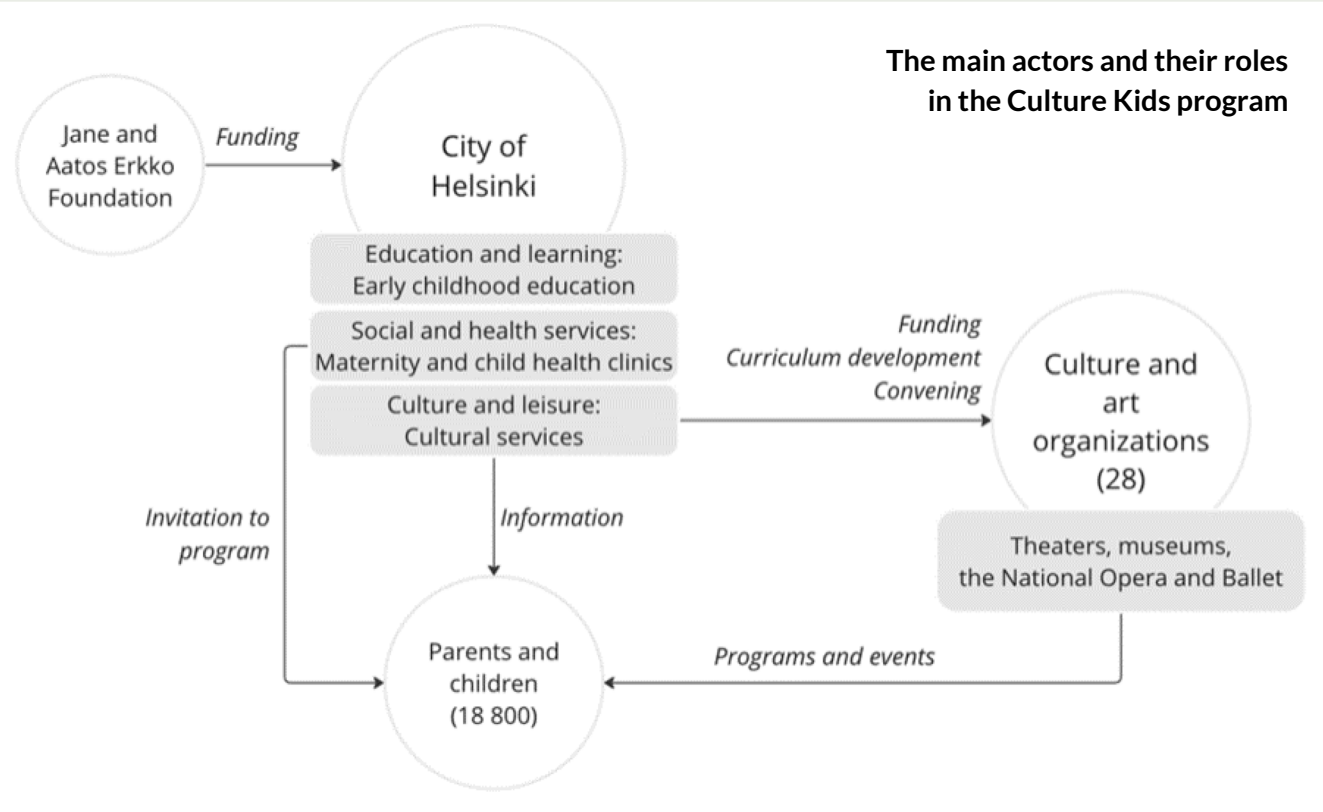 The main actors and their roles
in the Culture Kids program
Jane and
Aatos Erkko
Foundation
Funding
City of
Helsinki
Education and learning:
Early childhood education
Social and health services:
Maternity and child health clinics
Culture and leisure:
Cultural services
Funding
Curriculum development
Convening
Culture and
art
organizations
(28)
Theaters, museums,
the National Opera and Ballet
Invitation to
program
Information
Parents and
children
(18 800)
Programs and events